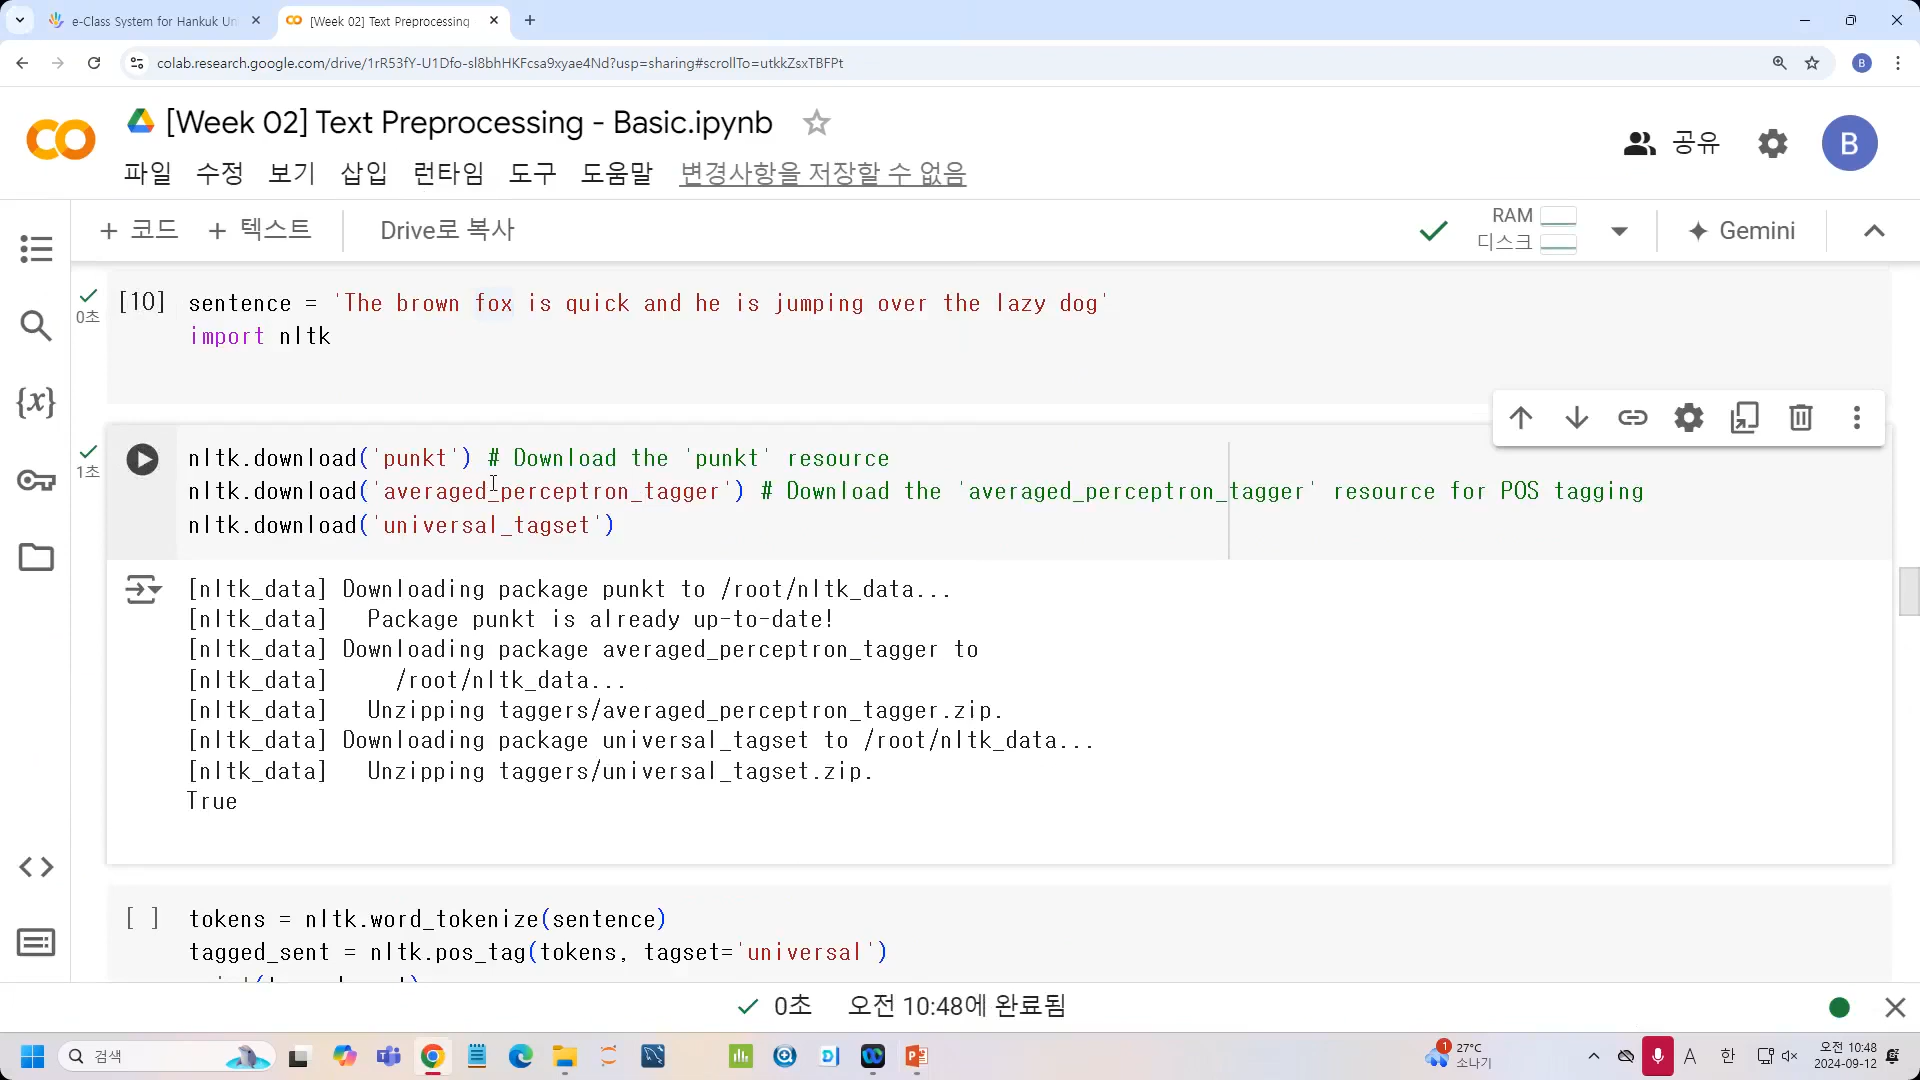 e-Class System for Hankuk Un
[Week 02] Text Preprocessing
colab.research.google.com/drive/1rR53fY-U1Dfo-sl8bhHKFcsa9xyae4Nd?usp=sharing#scrollTo=utkkZsxTBFPt
B
[Week 02] Text Preprocessing - Basic.ipynb
공유
B
파일 수정 보기 삽입 런타임 도구 도움말 변경사항을 저장할 수 없음
+ 코드 + 텍스트 Drive로 복사
RAM
디스크
Gemini
[10] sentence = 'The brown fox is quick and he is jumping over the lazy dog'
0초
import nltk
nltk.download('punkt') # Download the 'punkt' resource
1초
nltk.download('averaged_perceptron_tagger') # Download the 'averaged_perceptron_tagger' resource for POS tagging
nltk.download('universal_tagset')
[nltk_data] Downloading package punkt to /root/nltk_data...
[nltk_data]   Package punkt is already up-to-date!
[nltk_data] Downloading package averaged_perceptron_tagger to
[nltk_data]     /root/nltk_data...
[nltk_data]   Unzipping taggers/averaged_perceptron_tagger.zip.
[nltk_data] Downloading package universal_tagset to /root/nltk_data...
[nltk_data]   Unzipping taggers/universal_tagset.zip.
True
[ ] tokens = nltk.word_tokenize(sentence)
tagged_sent = nltk.pos_tag(tokens, tagset='universal')
0초 오전 10:48에 완료됨
검색
1
27°C
소나기
A 한
오전 10:48
2024-09-12